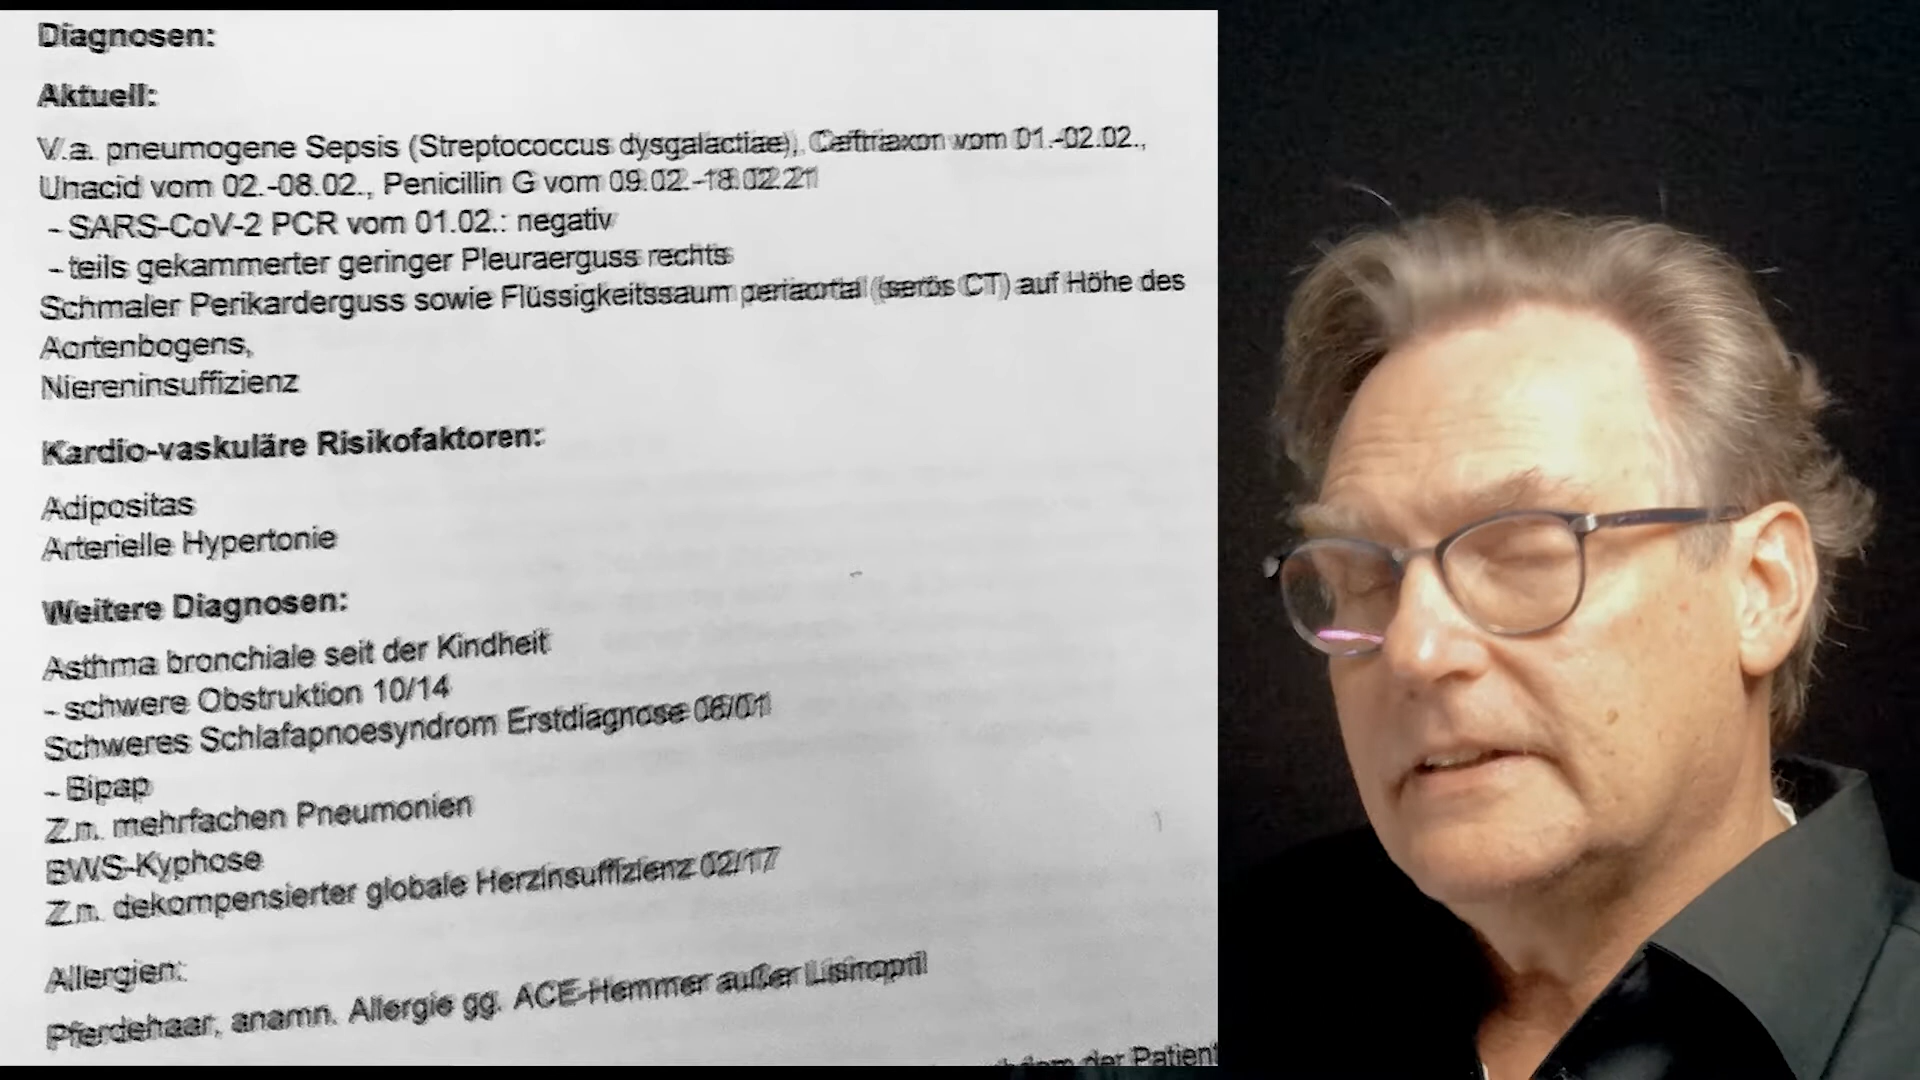 Diagnosen:
Aktuell:
V.a. pneumogene Sepsis (Streptococcus dysgalactiae), Ceftriaxon vom 01.-02.02.,
Unacid vom 02.-08.02., Penicillin G vom 09.02.-18.02.21
- SARS-CoV-2 PCR vom 01.02.: negativ
- teils gekammerter geringer Pleuraerguss rechts
Schmaler Perikarderguss sowie Flüssigkeitssaum periaortal (serös CT) auf Höhe des
Aortenbogens,
Niereninsuffizienz
Kardio-vaskuläre Risikofaktoren:
Adipositas
Arterielle Hypertonie
Weitere Diagnosen:
Asthma bronchiale seit der Kindheit
- schwere Obstruktion 10/14
Schweres Schlafapnoesyndrom Erstdiagnose 06/01
- Bipap
Z.n. mehrfachen Pneumonien
BWS-Kyphose
Z.n. dekompensierter globale Herzinsuffizienz 02/17
Allergien:
Pferdehaar, anamn. Allergie gg. ACE-Hemmer außer Lisinopril
der Patient